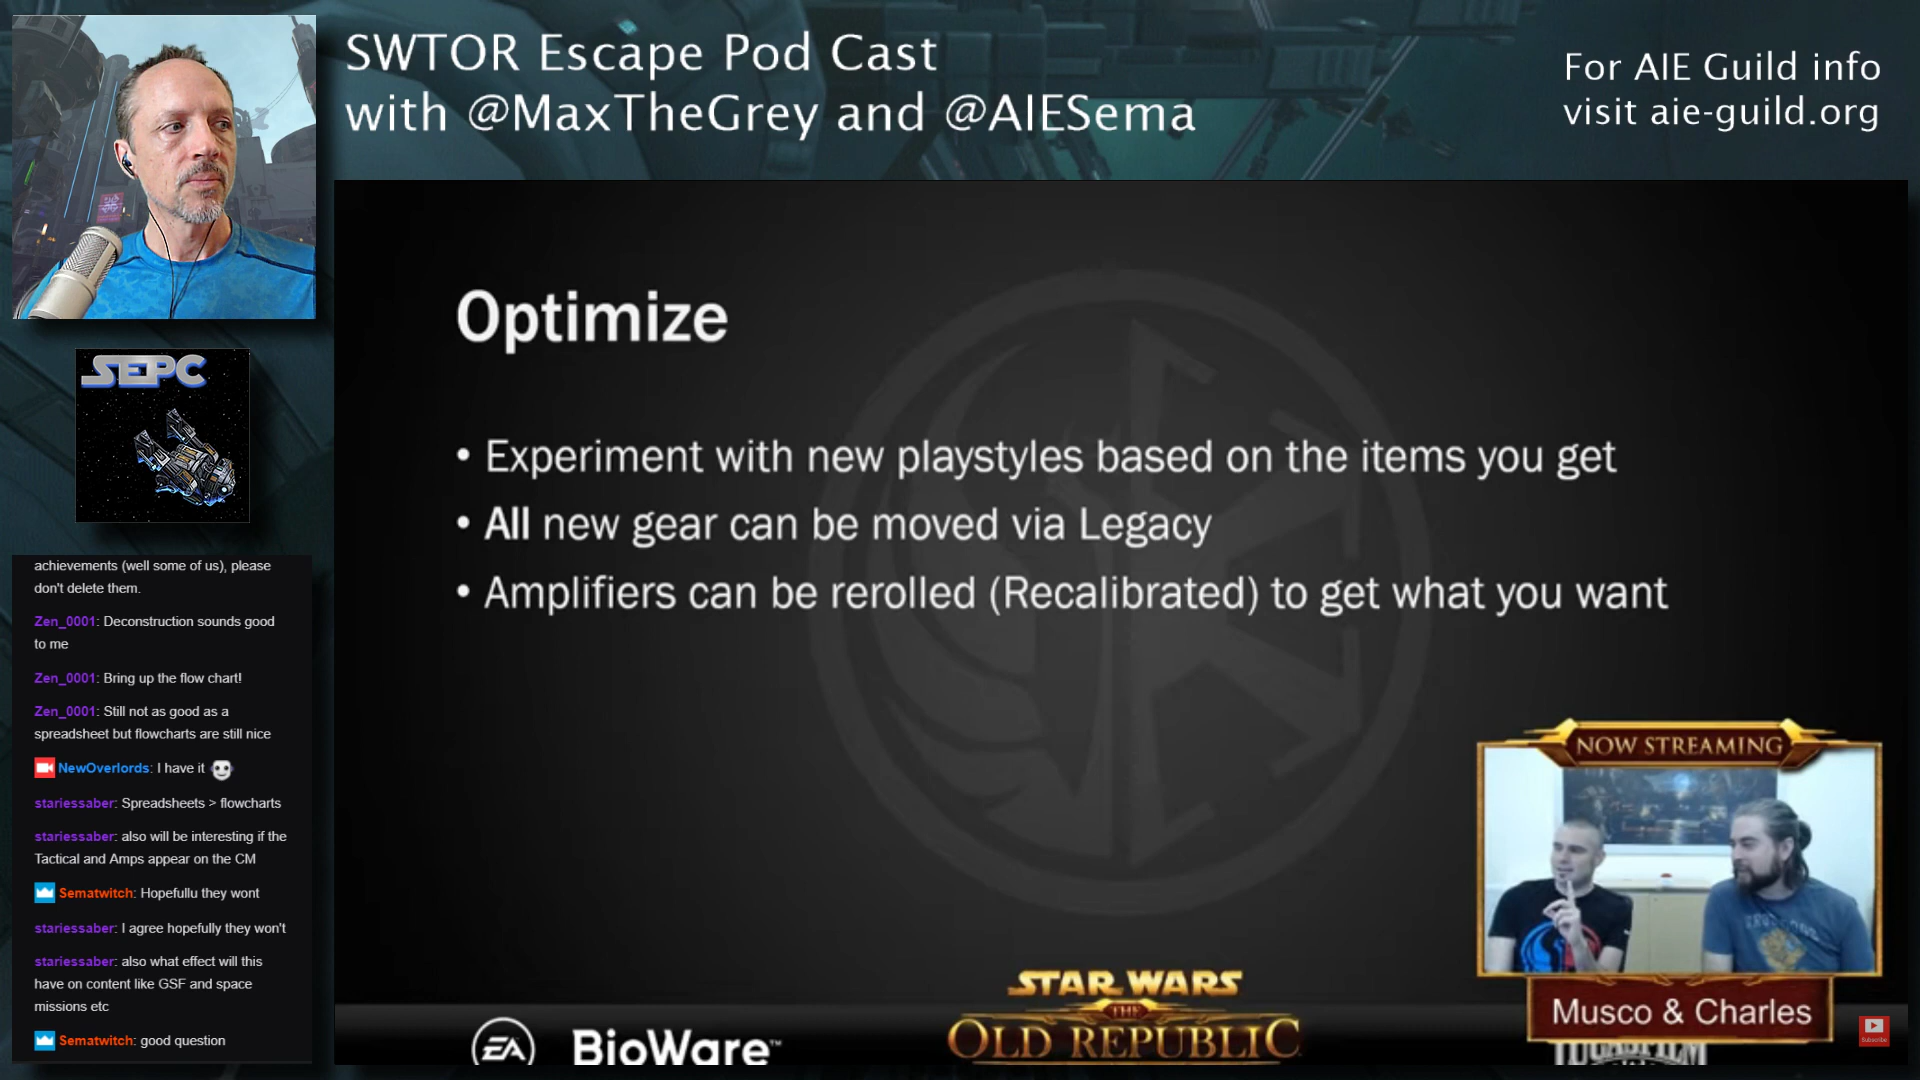 SWTOR Escape Pod Cast
with @MaxTheGrey and @AIESema
For AIE Guild info
visit aie-guild.org
SEPC
achievements (well some of us), please
don't delete them.
Zen_0001: Deconstruction sounds good
to me
Zen_0001: Bring up the flow chart!
Zen_0001: Still not as good as a
spreadsheet but flowcharts are still nice
NewOverlords: I have it
stariessaber: Spreadsheets > flowcharts
stariessaber: also will be interesting if the
Tactical and Amps appear on the CM
Sematwitch: Hopefullu they wont
stariessaber: I agree hopefully they won't
stariessaber: also what effect will this
have on content like GSF and space
missions etc
Sematwitch: good question
Optimize
• Experiment with new playstyles based on the items you get
• All new gear can be moved via Legacy
• Amplifiers can be rerolled (Recalibrated) to get what you want
NOW STREAMING
Musco & Charles
EA
BioWare™
STAR WARS
THE
OLD REPUBLIC
LUCASFILM
Subscribe